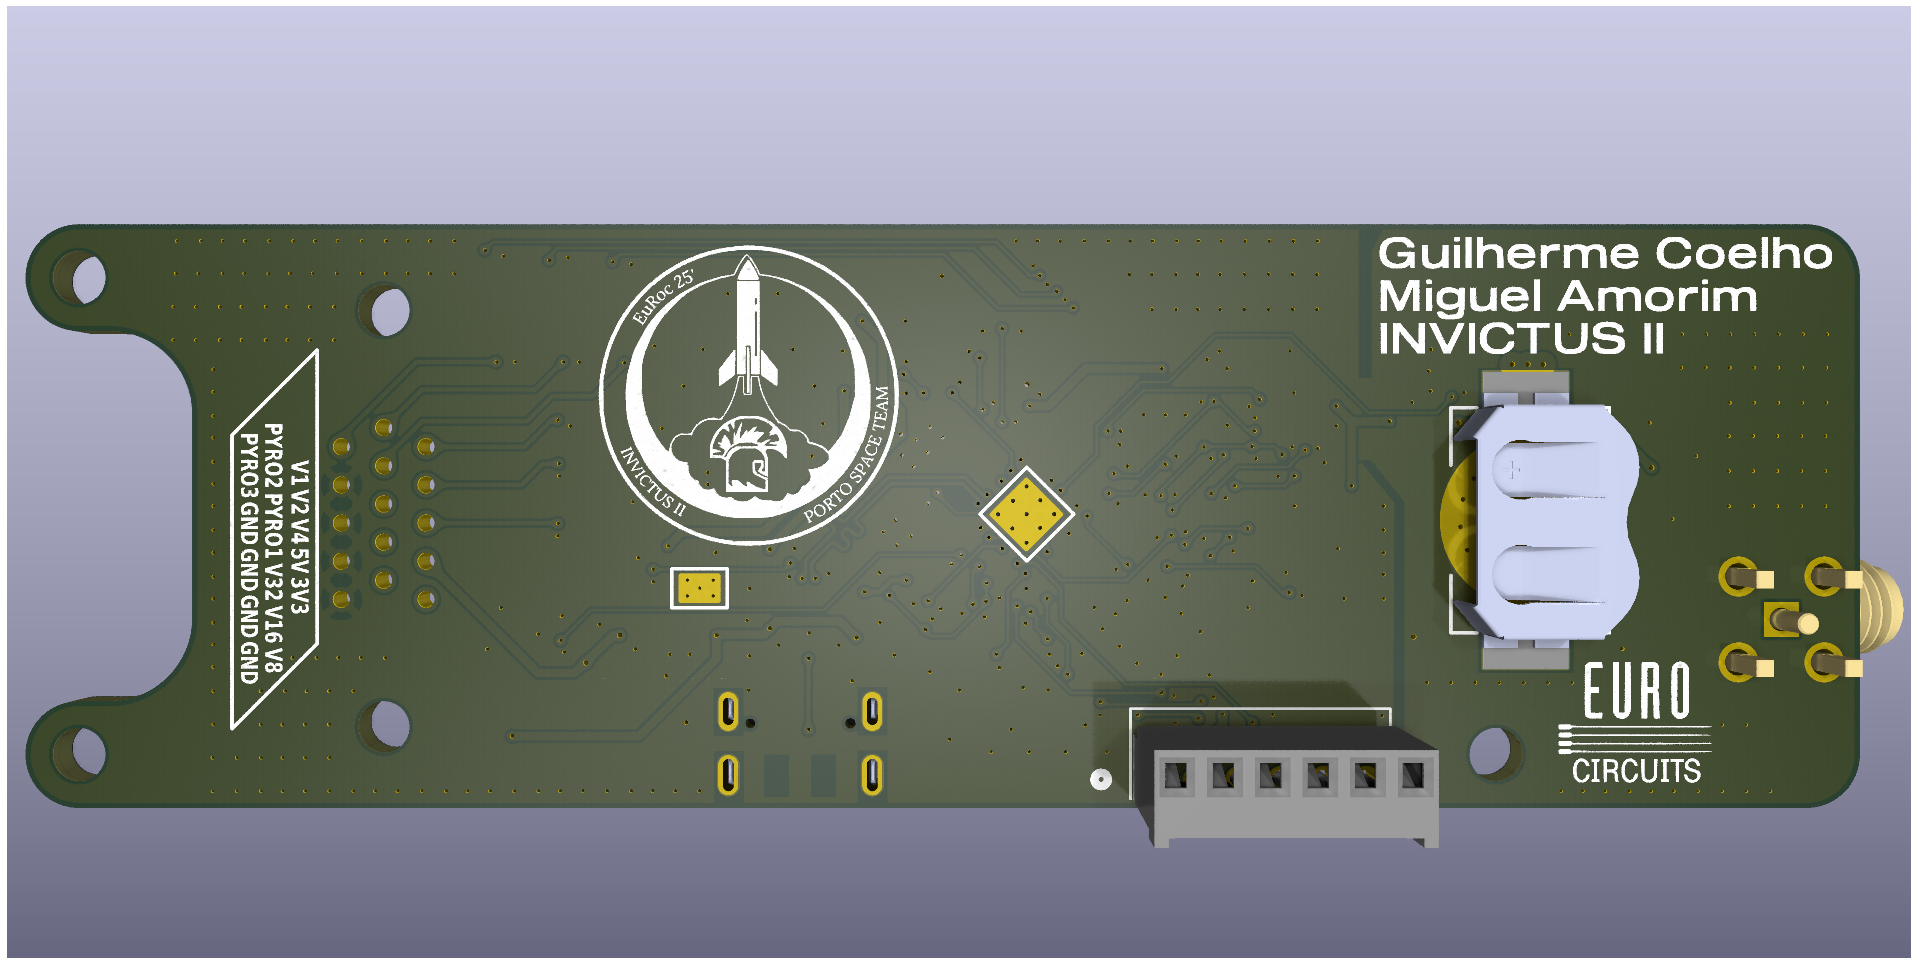 Guilherme Coelho
Miguel Amorim
INVICTUS II
EuRoc 25'
INVICTUS II
PORTO SPACE TEAM
V1 V2 V4 5V 3V3
PYRO2 PYRO1 V32 V16 V8
PYRO3 GND GND GND GND
+
EURO
CIRCUITS